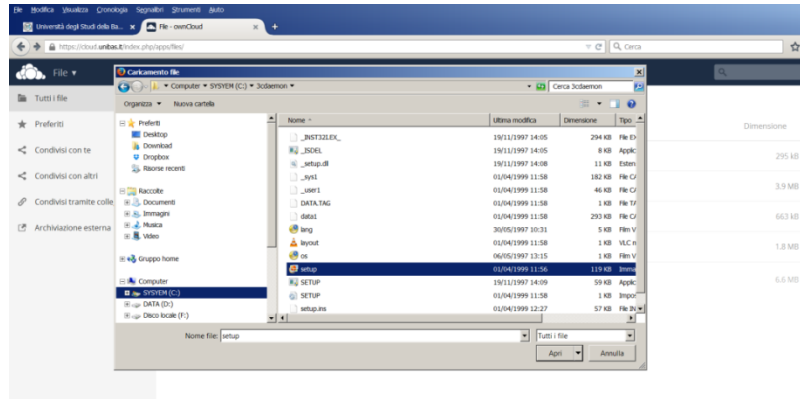 File Modifica Visualizza Cronologia Segnalibri Strumenti Aiuto
Università degli Studi della Ba... × File - ownCloud × +
https://cloud.unibas.it/index.php/apps/files/ Cerca
File ▾
Caricamento file
Computer ▾ SYSYEM (C:) ▾ 3cdaemon ▾ Cerca 3cdaemon
Organizza ▾ Nuova cartella
Tutti i file
Preferiti
Condivisi con te
Condivisi con altri
Condivisi tramite colle
Archiviazione esterna
Preferiti
Desktop
Download
Dropbox
Risorse recenti
Raccolte
Documenti
Immagini
Musica
Video
Gruppo home
Computer
SYSYEM (C:)
DATA (D:)
Disco locale (F:)
Nome Ultima modifica Dimensione Tipo
_INST32LEX_ 19/11/1997 14:05 294 KB File EX
_ISDEL 19/11/1997 14:05 8 KB Applic
_setup.dl 19/11/1997 14:08 11 KB Esten
_sys1 01/04/1999 11:58 182 KB File CA
_user1 01/04/1999 11:58 46 KB File CA
DATA.TAG 01/04/1999 11:58 1 KB File TA
data1 01/04/1999 11:58 293 KB File CA
lang 30/05/1997 10:31 5 KB Film V
layout 01/04/1999 11:58 1 KB VLC m
os 06/05/1997 13:15 1 KB Film V
setup 01/04/1999 11:56 119 KB Imma
SETUP 19/11/1997 14:09 59 KB Applic
SETUP 01/04/1999 11:58 1 KB Impos
setup.ins 01/04/1999 12:27 57 KB File IN
Nome file: setup Tutti i file
Apri Annulla
Dimensione
295 kB
3.9 MB
663 kB
1.8 MB
6.6 MB